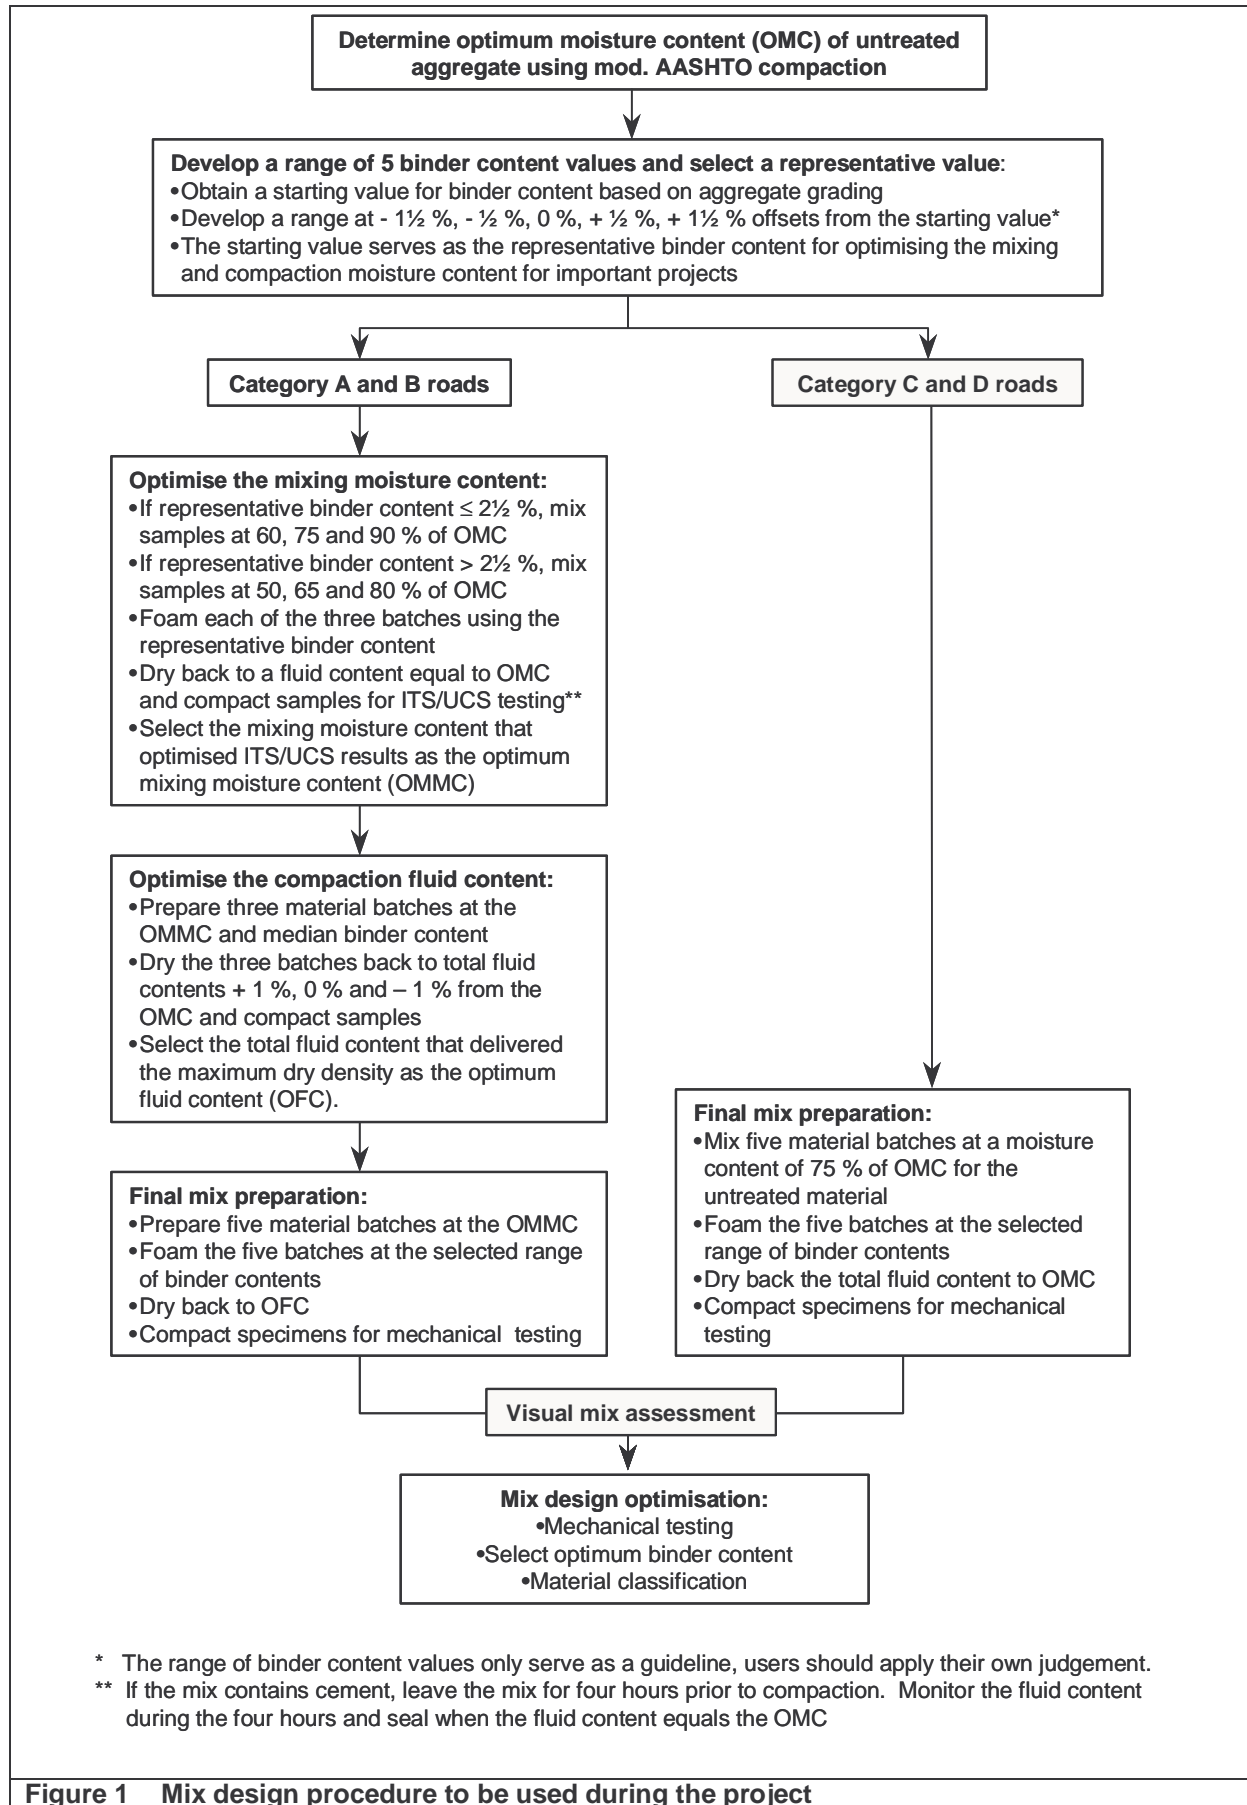 Determine optimum moisture content (OMC) of untreated
aggregate using mod. AASHTO compaction
Develop a range of 5 binder content values and select a representative value:
•Obtain a starting value for binder content based on aggregate grading
•Develop a range at - 1½ %, - ½ %, 0 %, + ½ %, + 1½ % offsets from the starting value*
•The starting value serves as the representative binder content for optimising the mixing
and compaction moisture content for important projects
Category A and B roads
Category C and D roads
Optimise the mixing moisture content:
•If representative binder content ≤ 2½ %, mix
samples at 60, 75 and 90 % of OMC
•If representative binder content > 2½ %, mix
samples at 50, 65 and 80 % of OMC
•Foam each of the three batches using the
representative binder content
•Dry back to a fluid content equal to OMC
and compact samples for ITS/UCS testing**
•Select the mixing moisture content that
optimised ITS/UCS results as the optimum
mixing moisture content (OMMC)
Optimise the compaction fluid content:
•Prepare three material batches at the
OMMC and median binder content
•Dry the three batches back to total fluid
contents + 1 %, 0 % and – 1 % from the
OMC and compact samples
•Select the total fluid content that delivered
the maximum dry density as the optimum
fluid content (OFC).
Final mix preparation:
•Prepare five material batches at the OMMC
•Foam the five batches at the selected range
of binder contents
•Dry back to OFC
•Compact specimens for mechanical testing
Final mix preparation:
•Mix five material batches at a moisture
content of 75 % of OMC for the
untreated material
•Foam the five batches at the selected
range of binder contents
•Dry back the total fluid content to OMC
•Compact specimens for mechanical
testing
Visual mix assessment
Mix design optimisation:
•Mechanical testing
•Select optimum binder content
•Material classification
* The range of binder content values only serve as a guideline, users should apply their own judgement.
** If the mix contains cement, leave the mix for four hours prior to compaction. Monitor the fluid content
during the four hours and seal when the fluid content equals the OMC
Figure 1 Mix design procedure to be used during the project